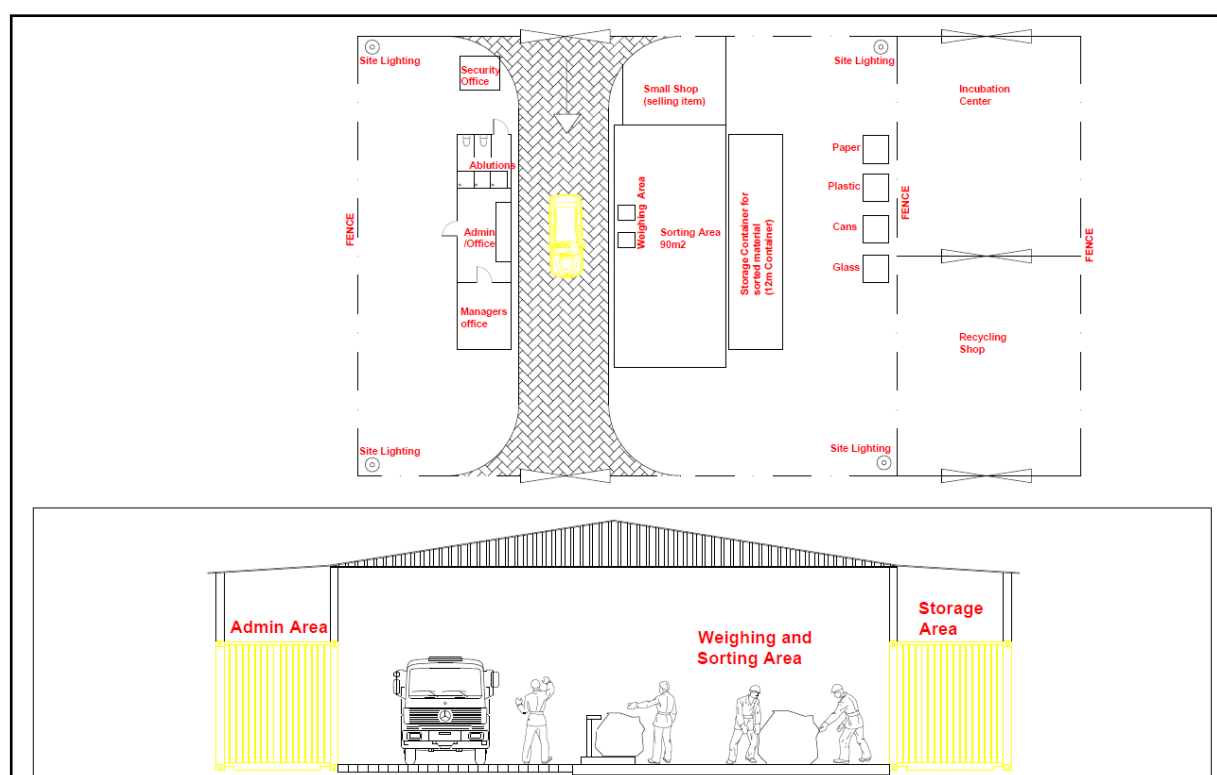 Site Lighting
Security
Office
Small Shop
(selling item)
Site Lighting
Incubation
Center
Ablutions
Paper
Plastic
Cans
Glass
FENCE
Admin
/Office
Weighing Area
Sorting Area
90m2
Storage Container for
sorted material
(12m Container)
FENCE
FENCE
Managers
office
Recycling
Shop
Site Lighting
Site Lighting
Admin Area
Weighing and
Sorting Area
Storage
Area